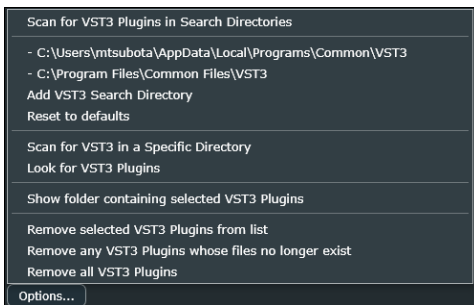 Scan for VST3 Plugins in Search Directories
- C:\Users\mtsubota\AppData\Local\Programs\Common\VST3
- C:\Program Files\Common Files\VST3
Add VST3 Search Directory
Reset to defaults
Scan for VST3 in a Specific Directory
Look for VST3 Plugins
Show folder containing selected VST3 Plugins
Remove selected VST3 Plugins from list
Remove any VST3 Plugins whose files no longer exist
Remove all VST3 Plugins
Options...